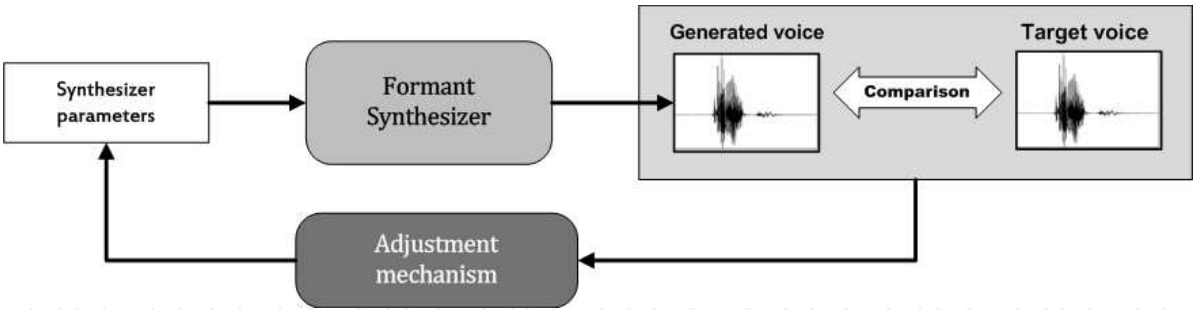 Generated voice
Target voice
Synthesizer
parameters
Formant
Synthesizer
Comparison
Adjustment
mechanism